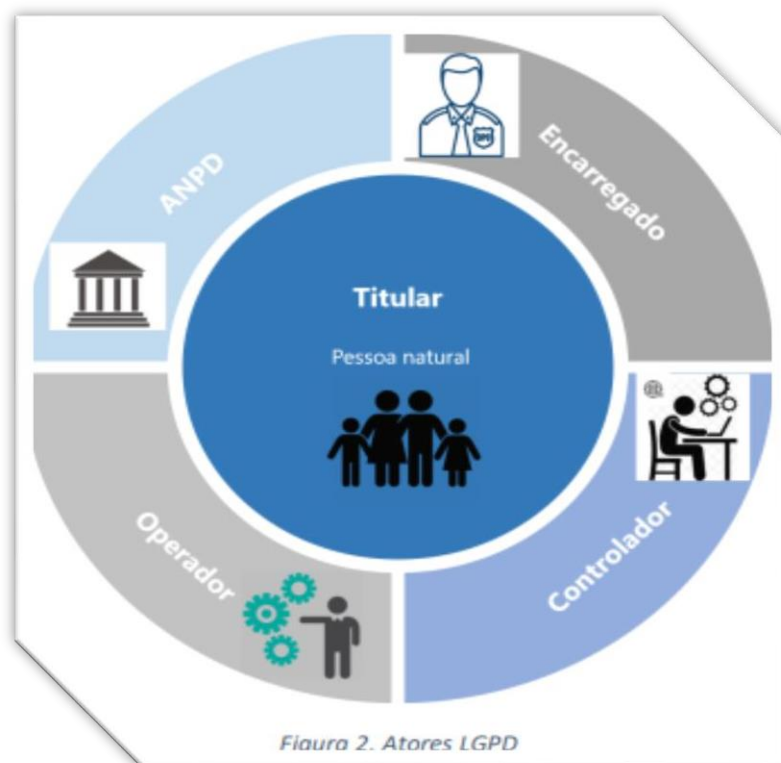 ANPD
Encarregado
Titular
Pessoa natural
Operador
Controlador
Figura 2. Atores LGPD